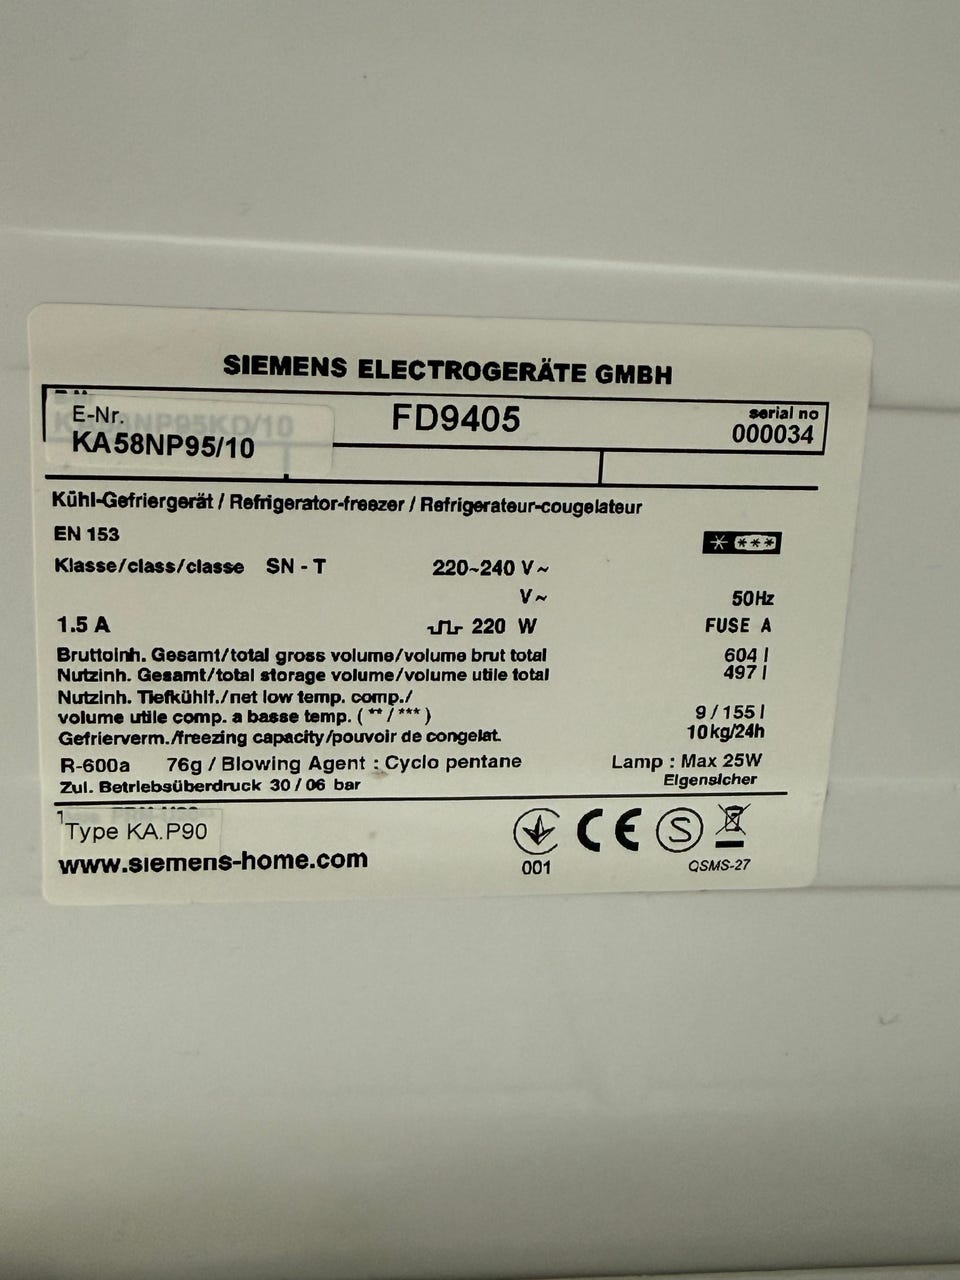 SIEMENS ELECTROGERÄTE GMBH
E-Nr.
KA58NP95/10
FD9405
serial no
000034
Kühl-Gefriergerät / Refrigerator-freezer / Refrigerateur-cougelateur
EN 153
Klasse/class/classe SN - T 220~240 V~
V~ 50Hz
1.5 A 220 W FUSE A
Bruttoinh. Gesamt/total gross volume/volume brut total 604 l
Nutzinh. Gesamt/total storage volume/volume utile total 497 l
Nutzinh. Tiefkühlf./net low temp. comp./
volume utile comp. a basse temp. ( ** / *** ) 9 / 155 l
Gefrierverm./freezing capacity/pouvoir de congelat. 10kg/24h
R-600a 76g / Blowing Agent : Cyclo pentane Lamp : Max 25W
Zul. Betriebsüberdruck 30 / 06 bar Eigensicher
Type KA.P90
www.siemens-home.com
001
CE
S
QSMS-27